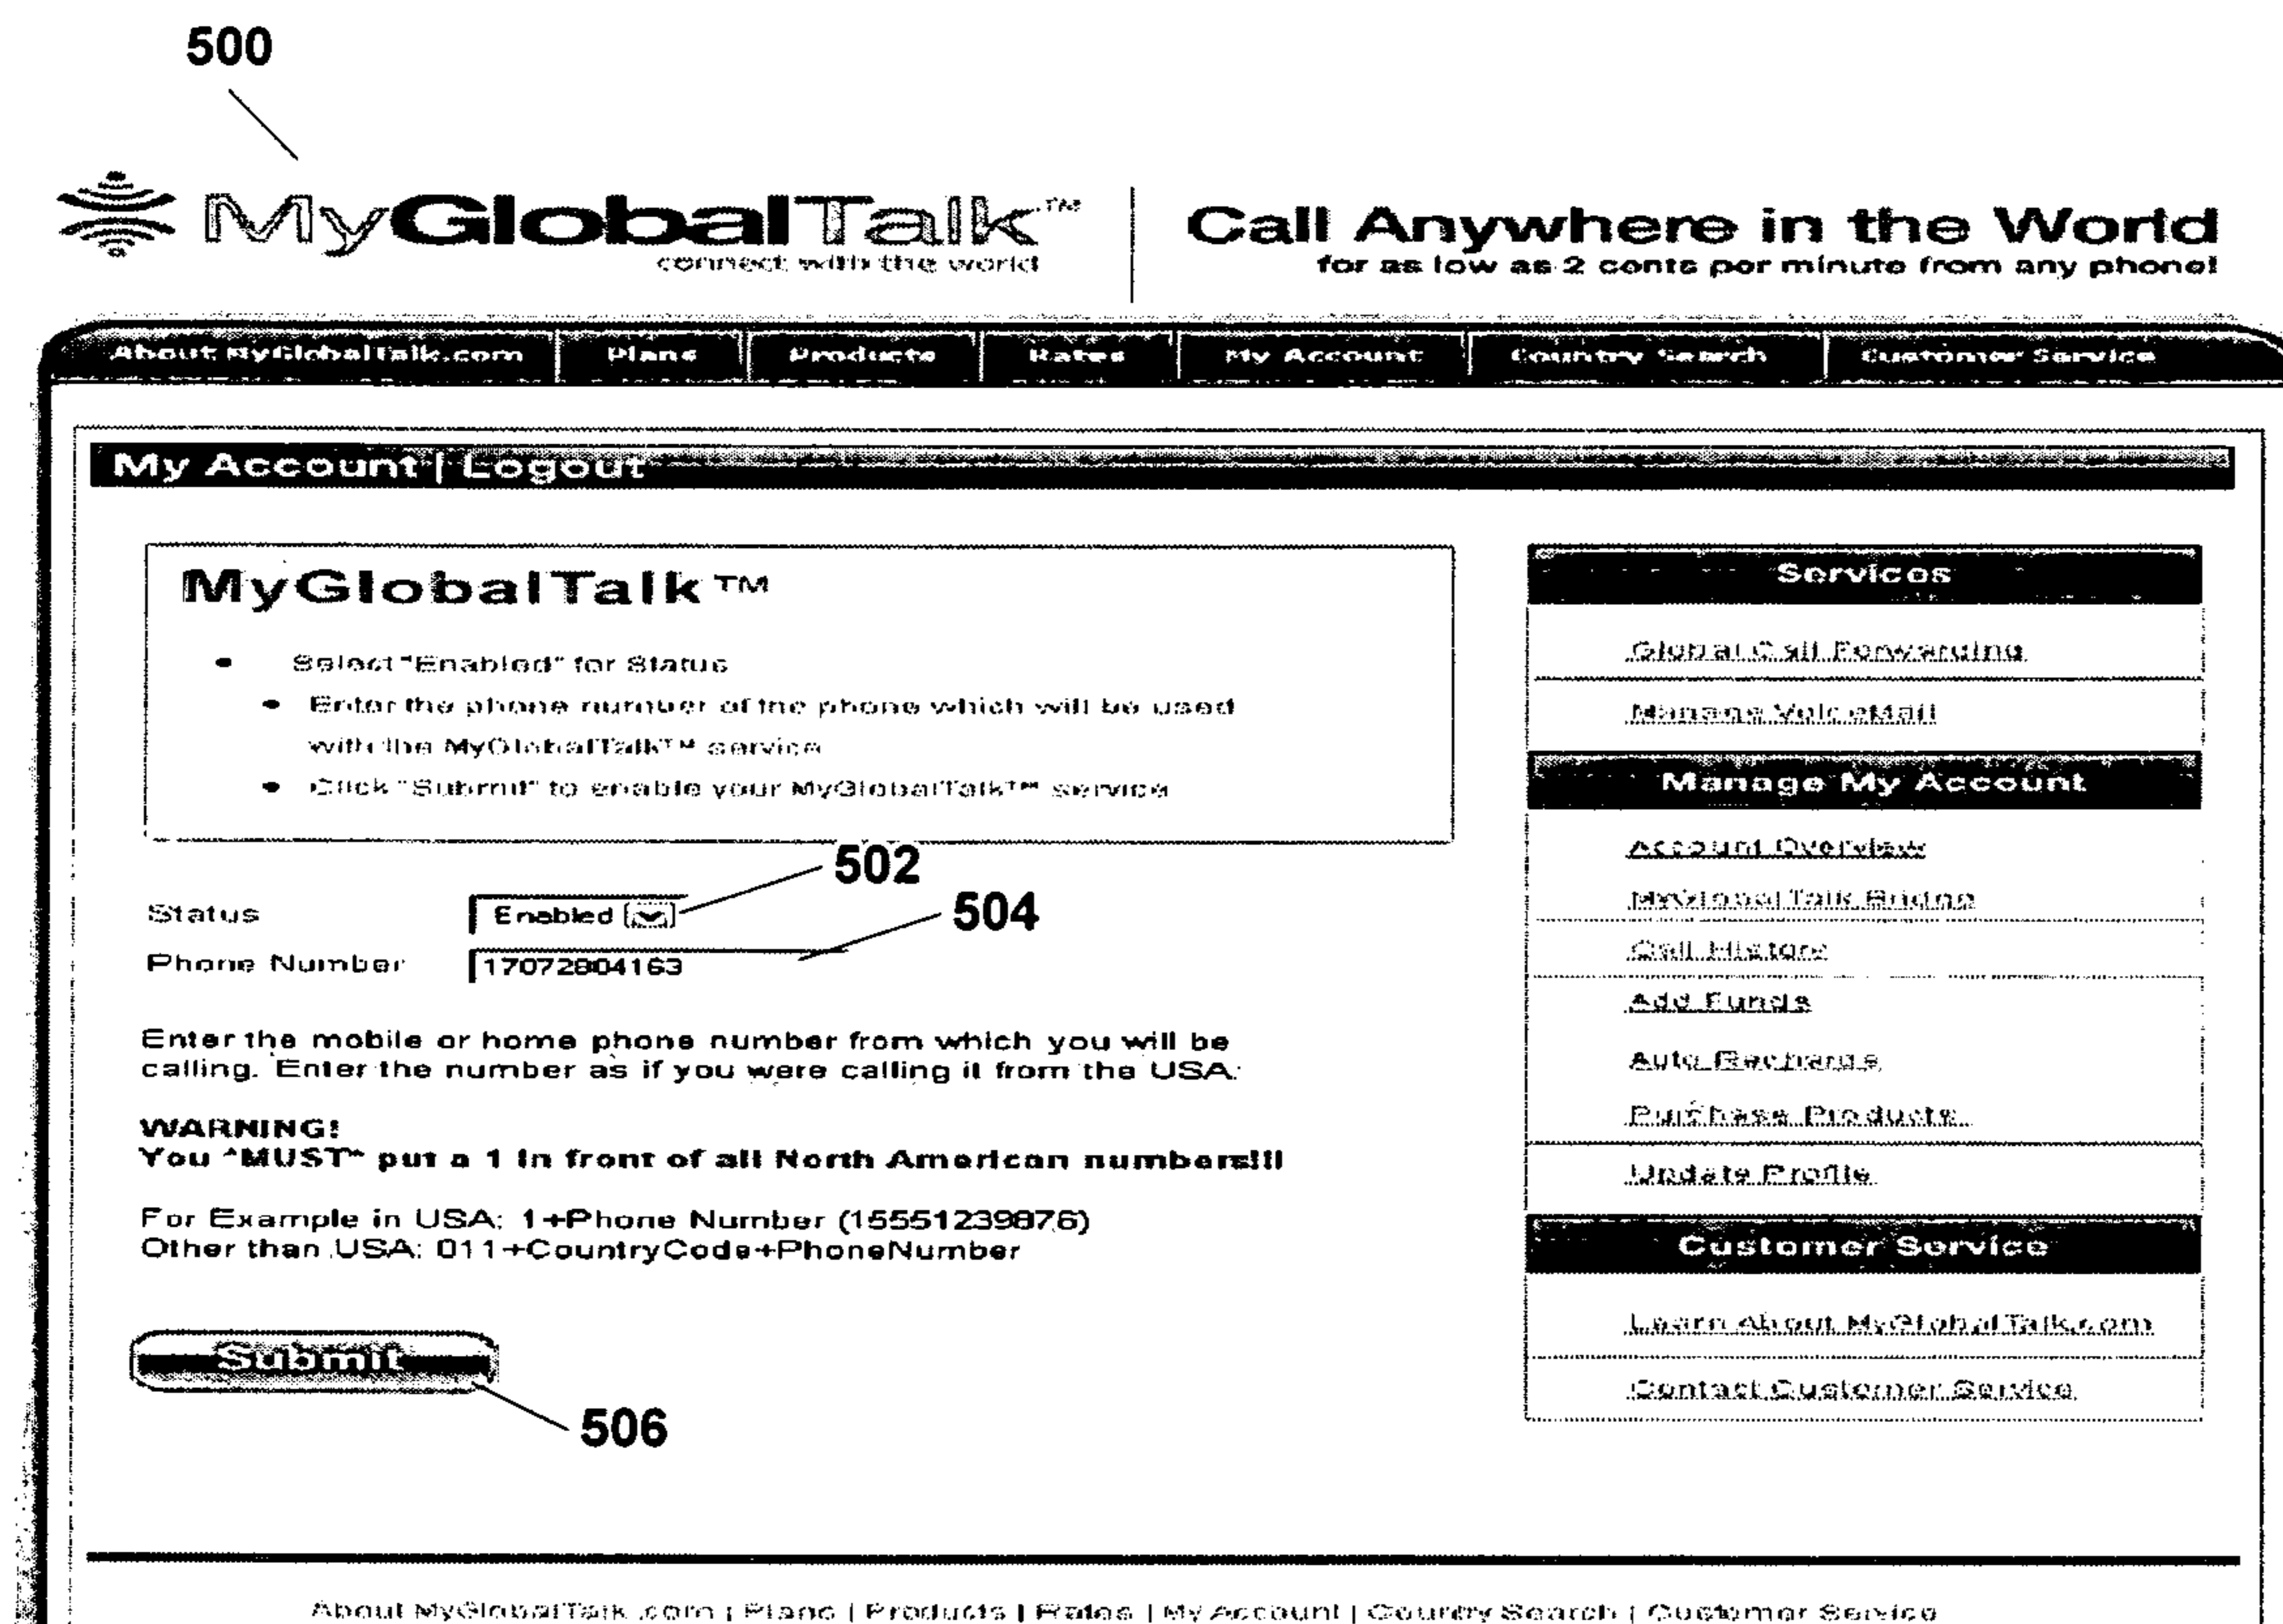 500
MyGlobalTalk™
connect with the world
Call Anywhere in the World
for as low as 2 cents per minute from any phone!
About MyGlobalTalk.com Plans Products Rates My Account Country Search Customer Service
My Account | Logout
MyGlobalTalk™
• Select "Enabled" for Status
• Enter the phone number of the phone which will be used
with the MyGlobalTalk™ service
• Click "Submit" to enable your MyGlobalTalk™ service
502
Status Enabled
504
Phone Number 17072804163
Enter the mobile or home phone number from which you will be
calling. Enter the number as if you were calling it from the USA.
WARNING!
You *MUST* put a 1 in front of all North American numbers!!!
For Example in USA: 1+Phone Number (15551239876)
Other than USA: 011+CountryCode+PhoneNumber
Submit
506
Services
Global Call Forwarding
Manage VoiceMail
Manage My Account
Account Overview
MyGlobalTalk Bridge
Call History
Add Funds
Auto Recharge
Purchase Products
Update Profile
Customer Service
Learn About MyGlobalTalk.com
Contact Customer Service
About MyGlobalTalk.com | Plans | Products | Rates | My Account | Country Search | Customer Service